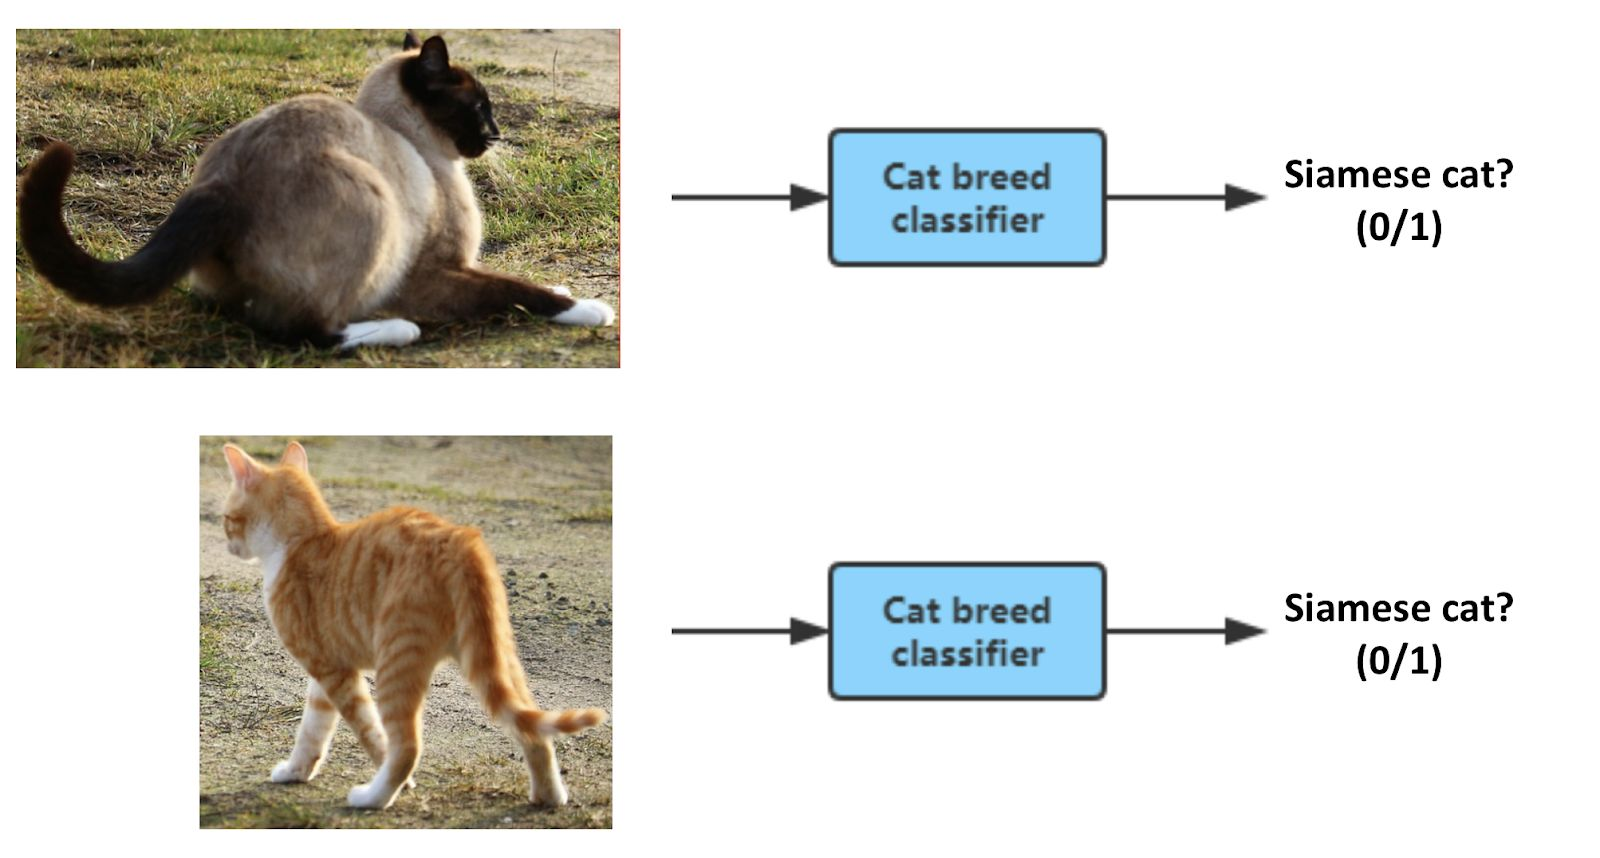 Cat breed
classifier
Siamese cat?
(0/1)
Cat breed
classifier
Siamese cat?
(0/1)